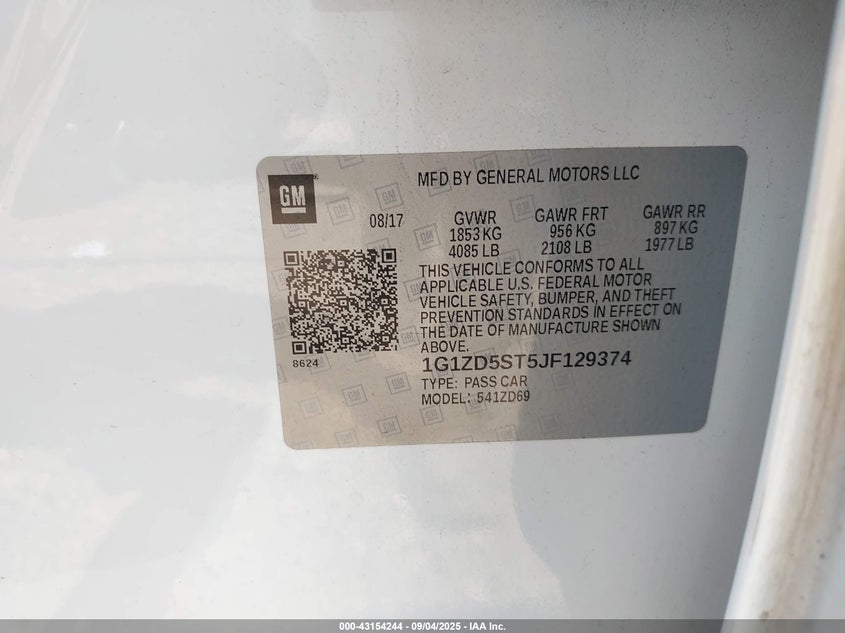 GM
MFD BY GENERAL MOTORS LLC
08/17
GVWR GAWR FRT GAWR RR
1853 KG 956 KG 897 KG
4085 LB 2108 LB 1977 LB
THIS VEHICLE CONFORMS TO ALL
APPLICABLE U.S. FEDERAL MOTOR
VEHICLE SAFETY, BUMPER, AND THEFT
PREVENTION STANDARDS IN EFFECT ON
THE DATE OF MANUFACTURE SHOWN
ABOVE.
8624
1G1ZD5ST5JF129374
TYPE: PASS CAR
MODEL: 541ZD69
000-43154244 - 09/04/2025 - IAA Inc.